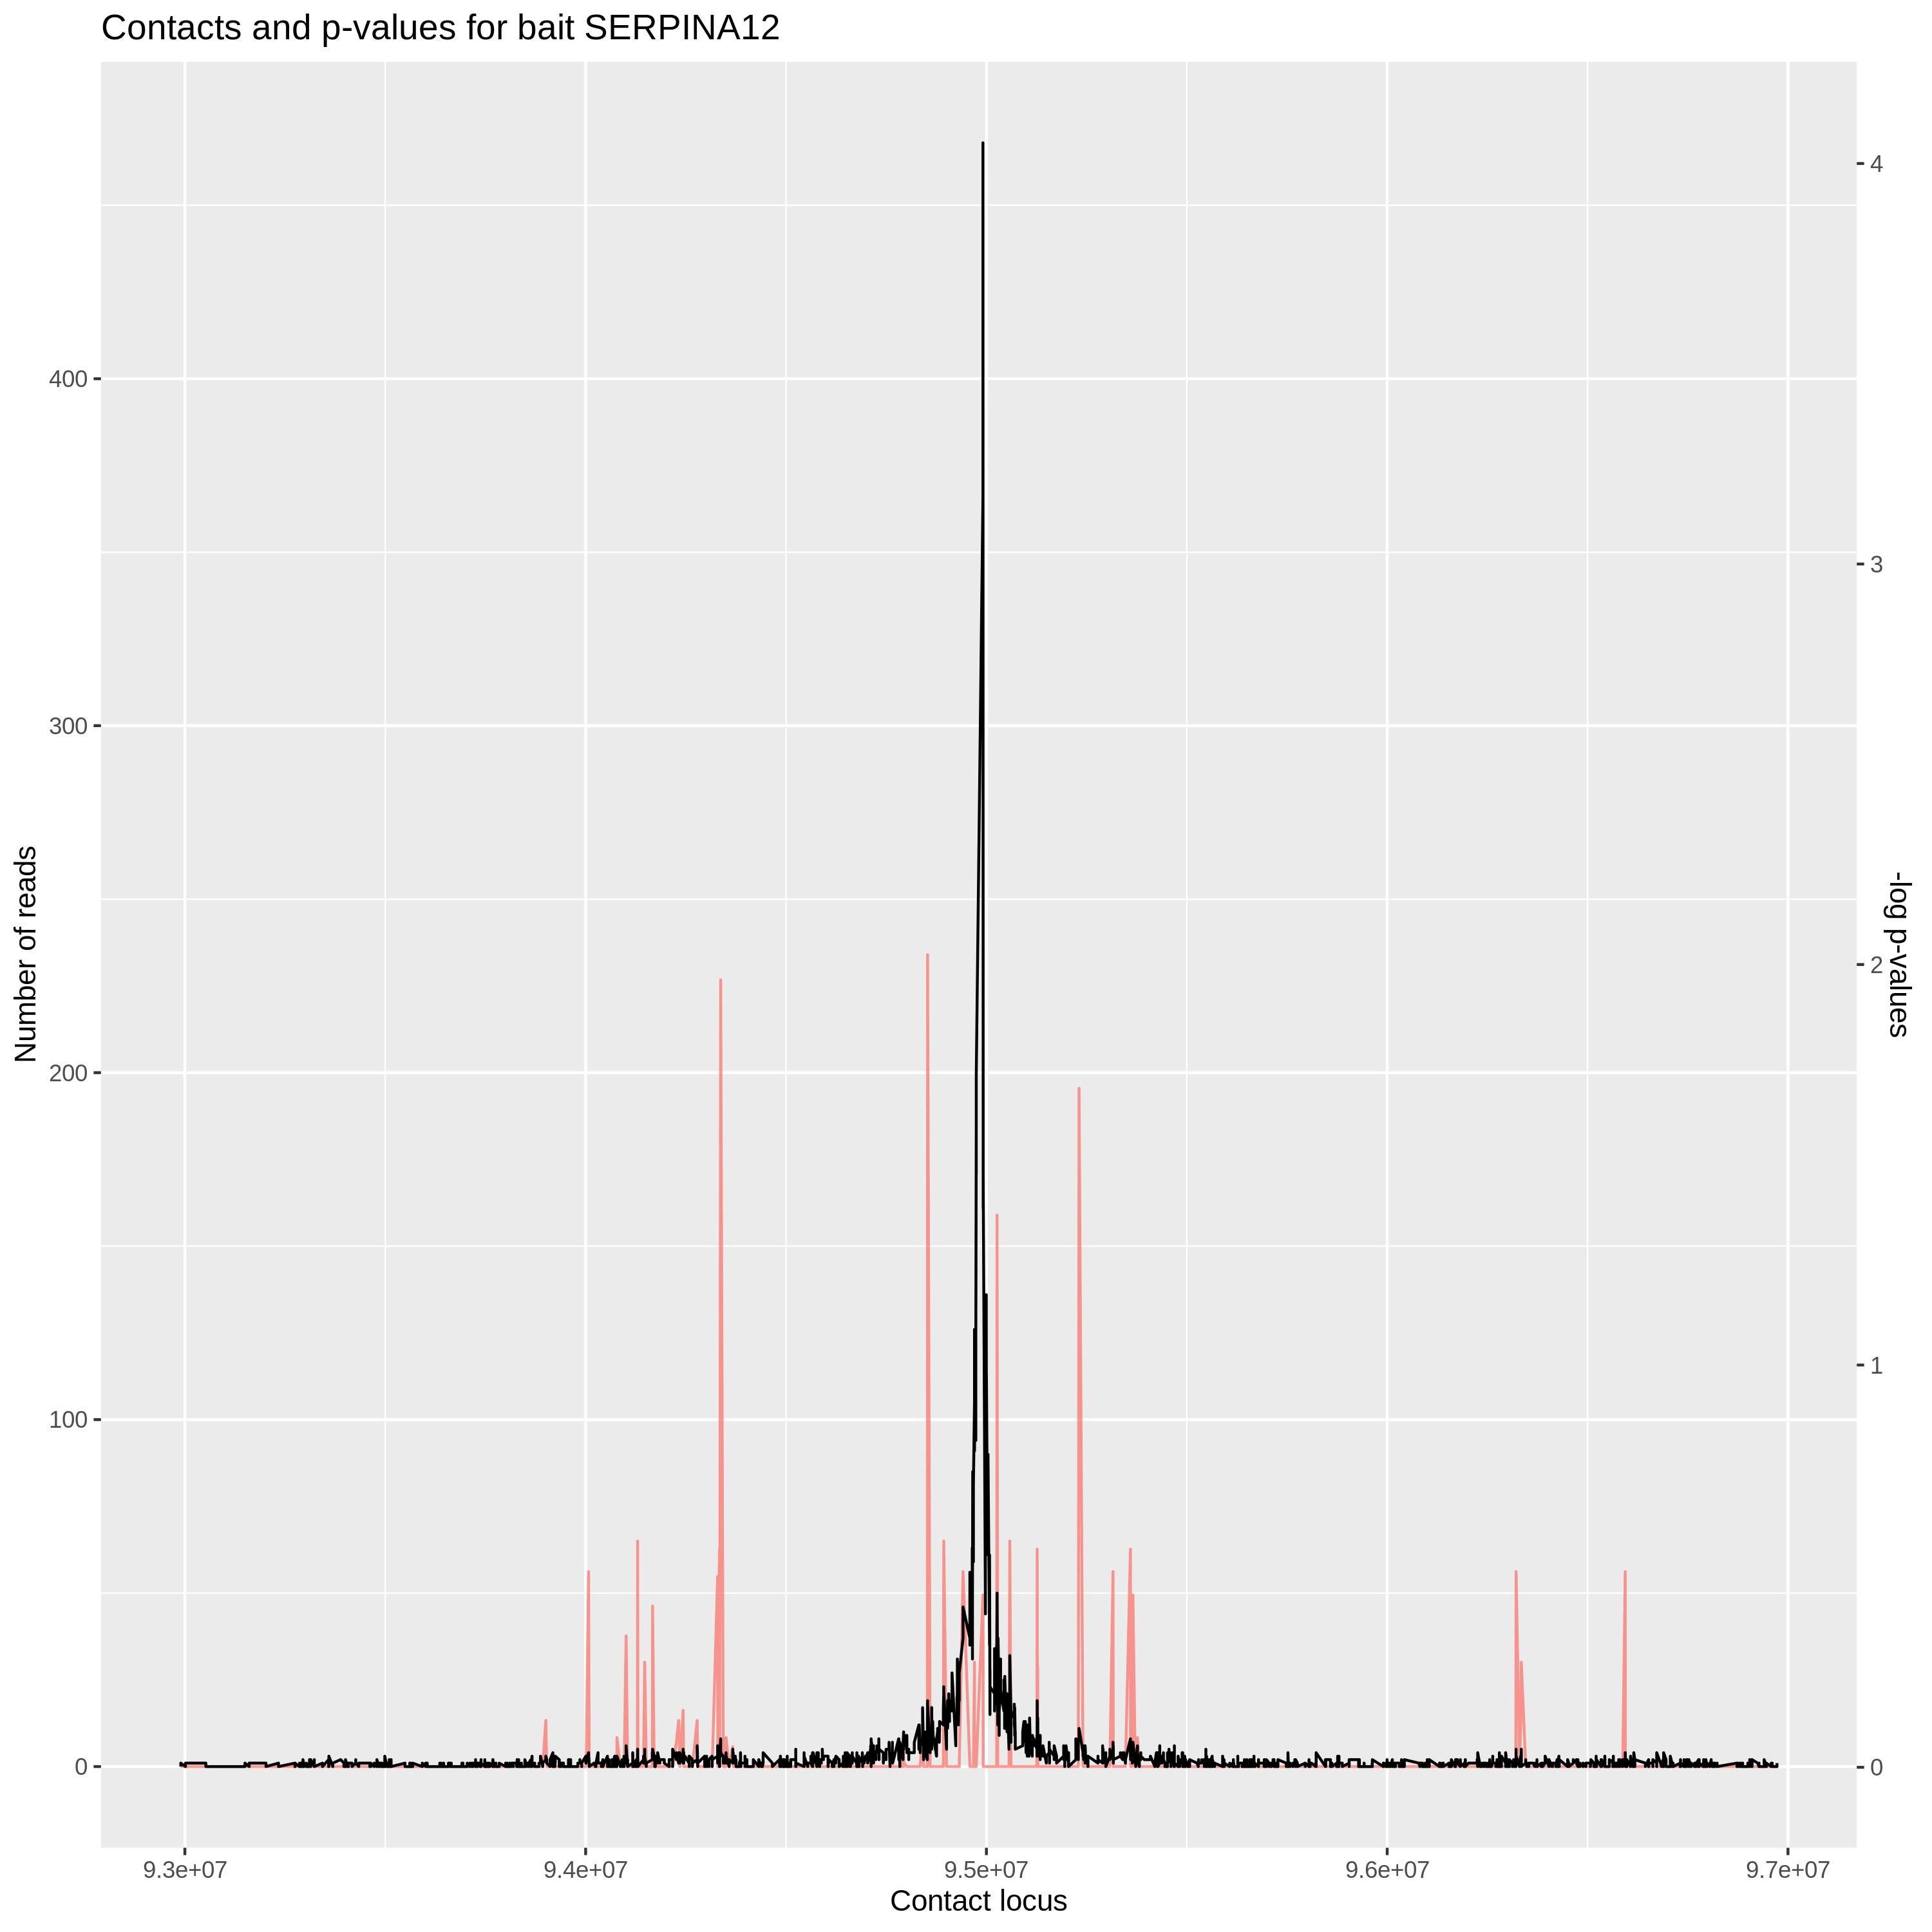 Contacts and p-values for bait SERPINA12
Number of reads
400
300
200
100
0
4
3
2
1
0
-log p-values
9.3e+07 9.4e+07 9.5e+07 9.6e+07 9.7e+07
Contact locus